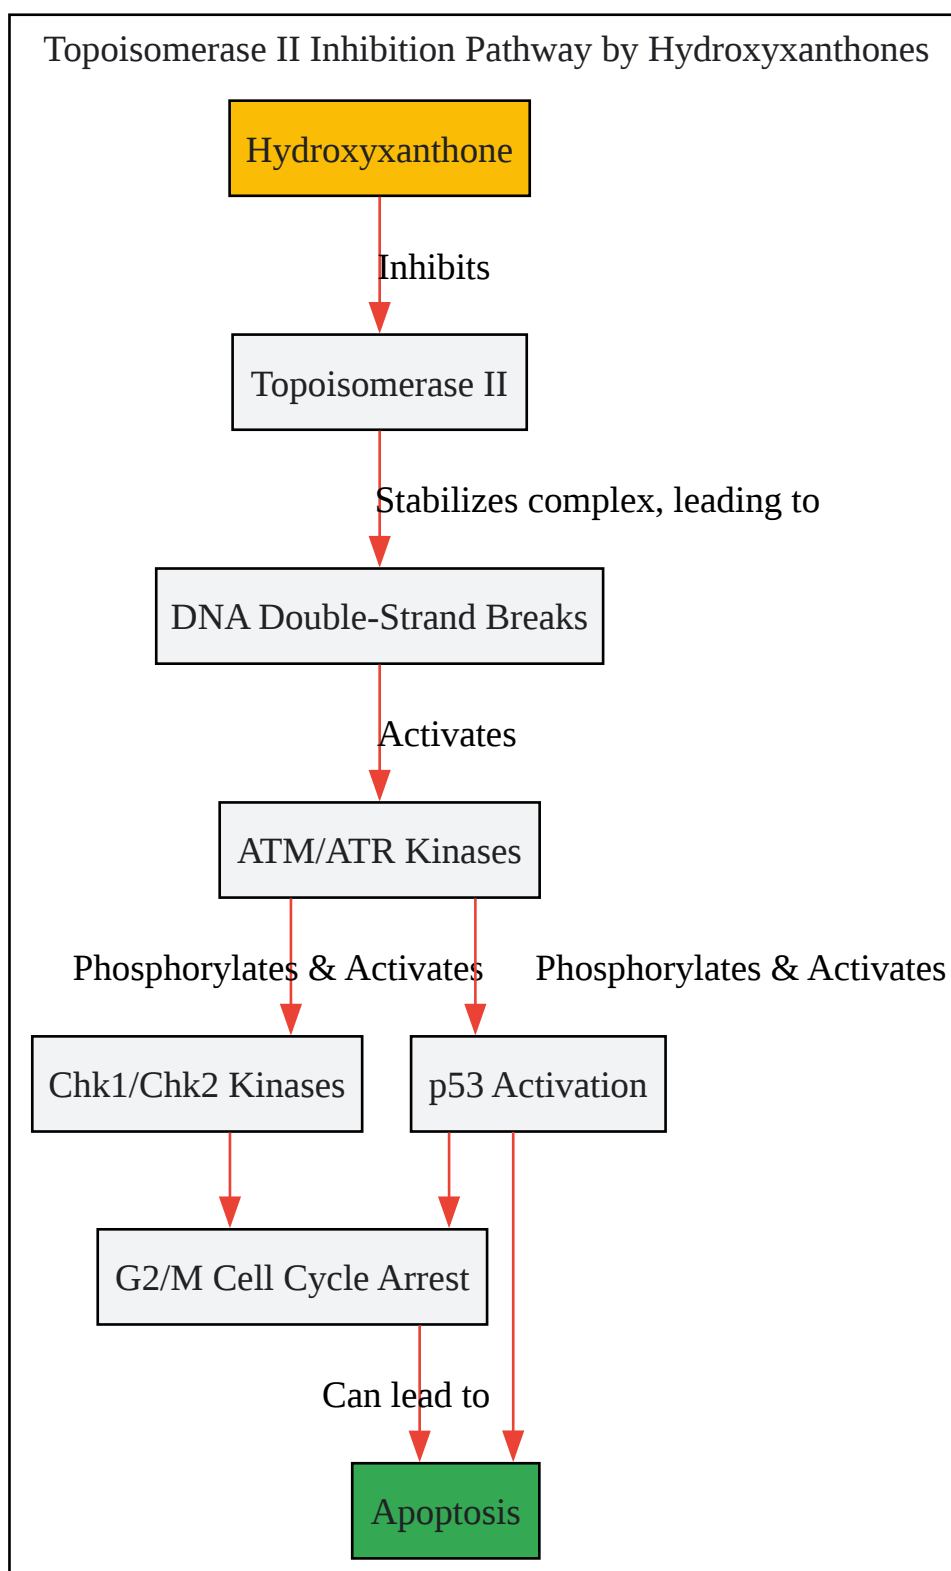 Topoisomerase II Inhibition Pathway by Hydroxyxanthones
Hydroxyxanthone
Inhibits
Topoisomerase II
Stabilizes complex, leading to
DNA Double-Strand Breaks
Activates
ATM/ATR Kinases
Phosphorylates & Activates
Phosphorylates & Activates
Chk1/Chk2 Kinases
p53 Activation
G2/M Cell Cycle Arrest
Can lead to
Apoptosis